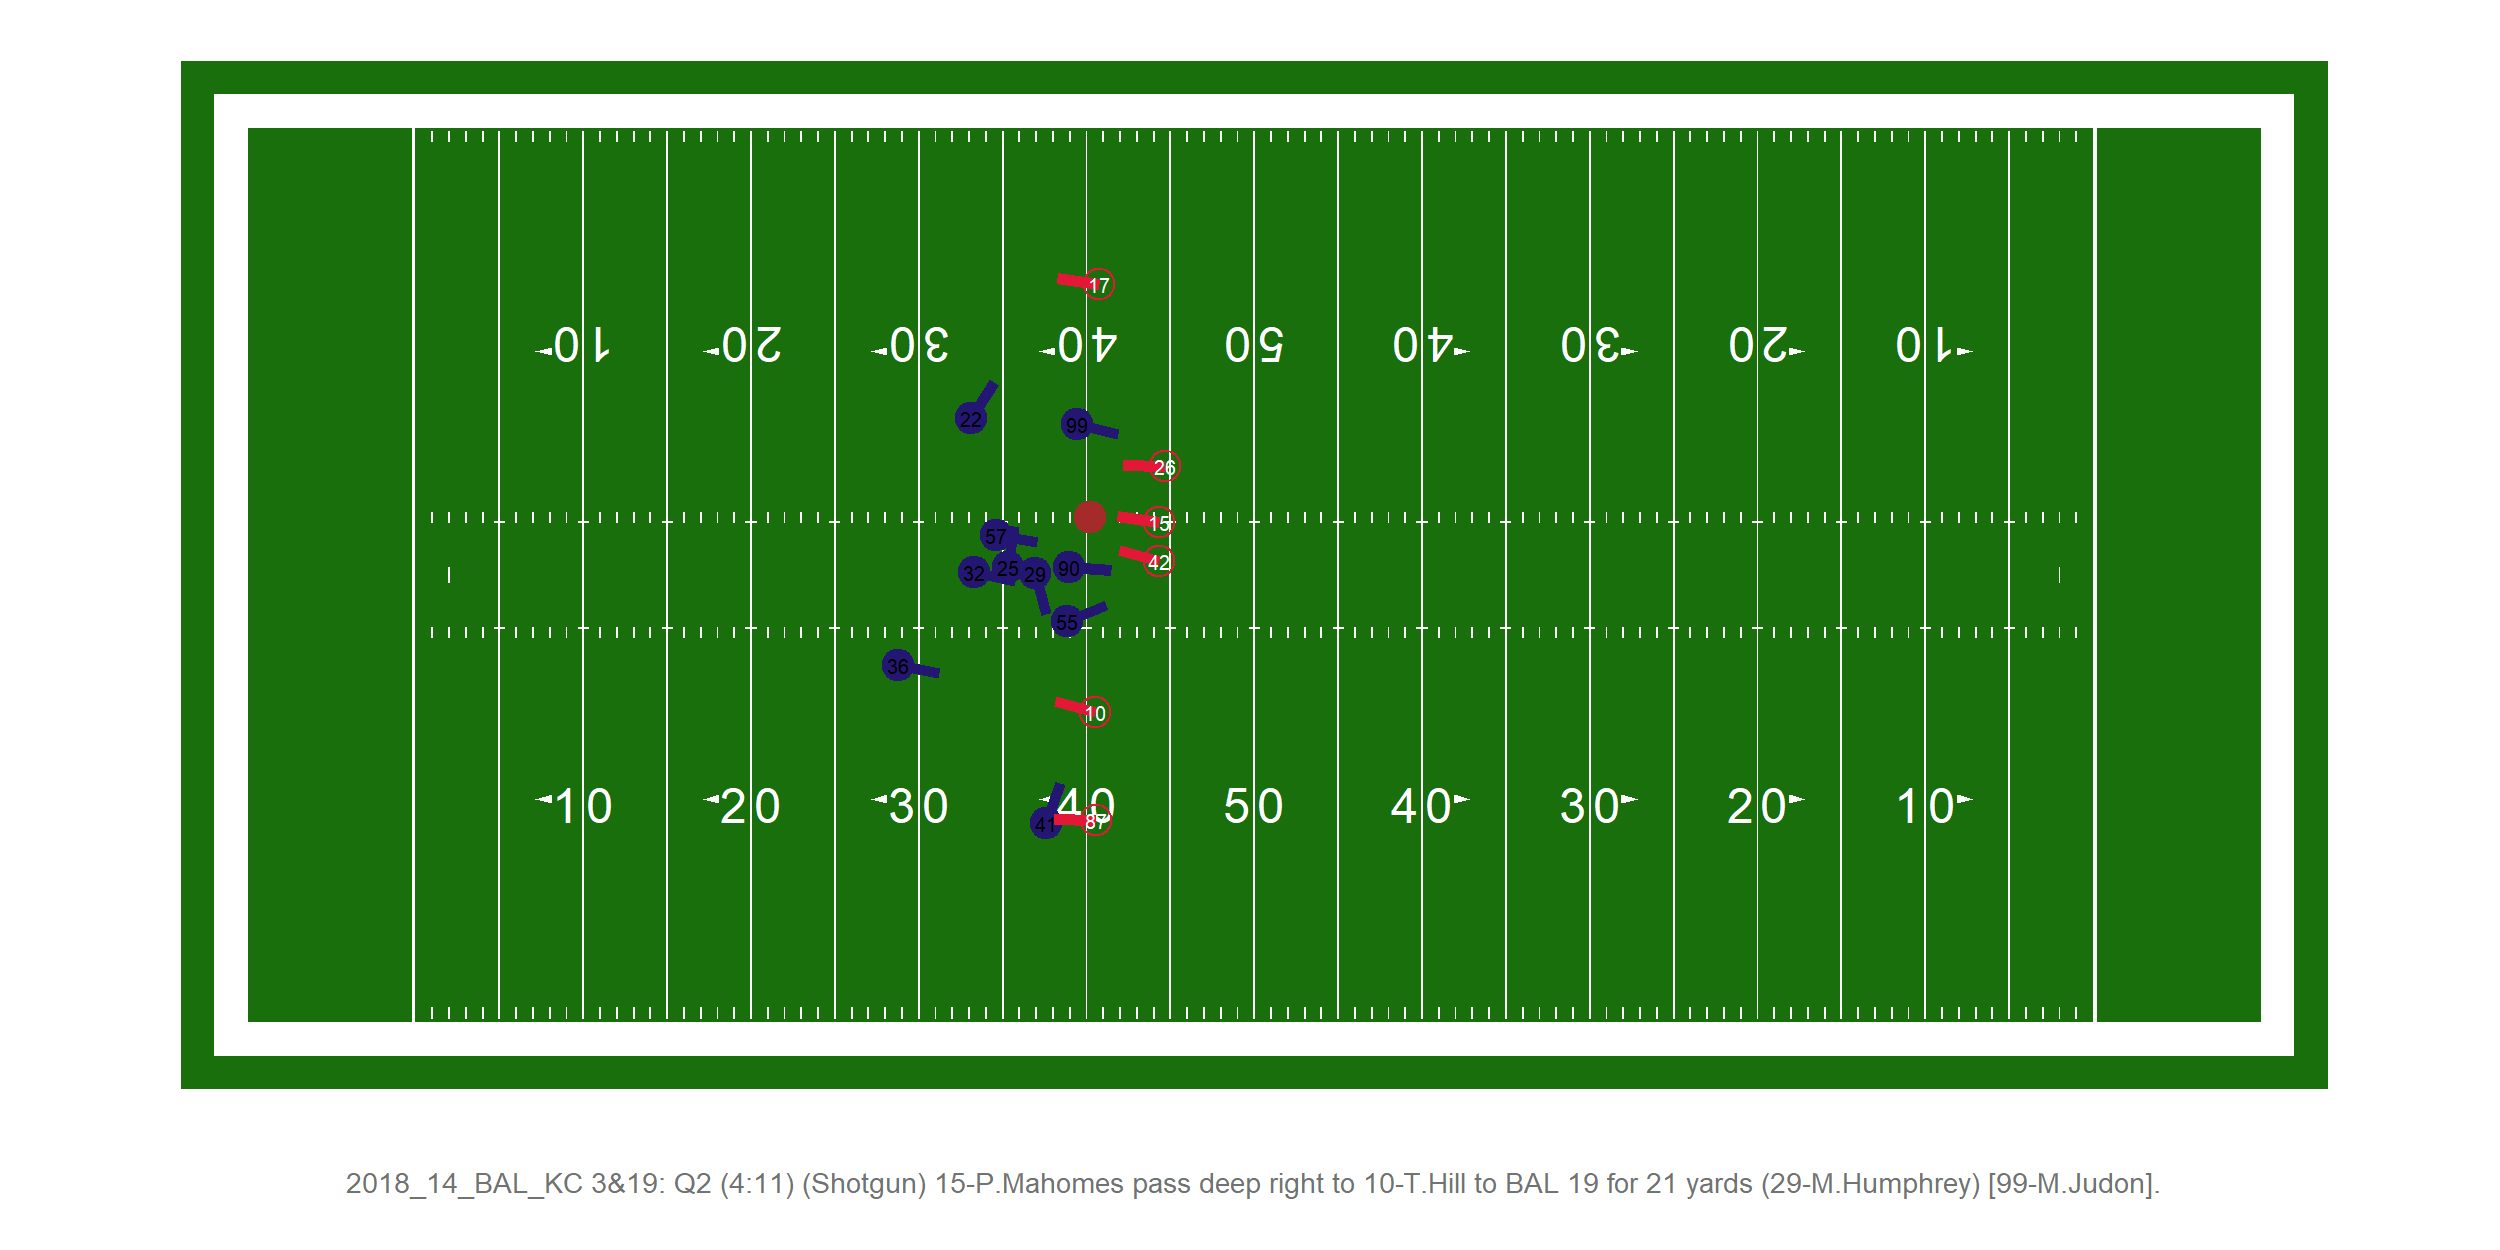 17
10 20 30 40 50 40 30 20 10
22
99
26
15
57
42
32 25 29 90
55
36
10
10 20 30 40 50 40 30 20 10
41 87
2018_14_BAL_KC 3&19: Q2 (4:11) (Shotgun) 15-P.Mahomes pass deep right to 10-T.Hill to BAL 19 for 21 yards (29-M.Humphrey) [99-M.Judon].